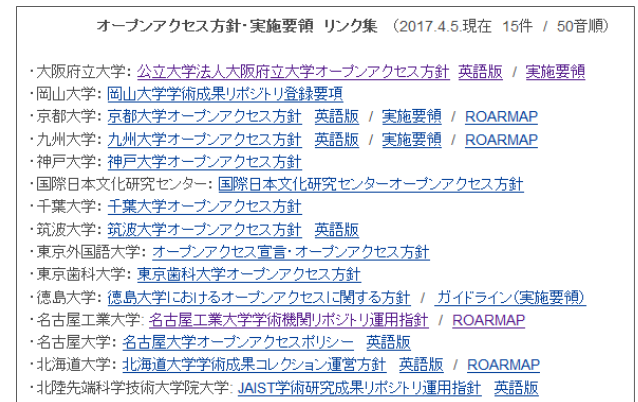 オープンアクセス方針・実施要領 リンク集 （2017.4.5.現在 15件 / 50音順）
・大阪府立大学: 公立大学法人大阪府立大学オープンアクセス方針 英語版 / 実施要領
・岡山大学: 岡山大学学術成果リポジトリ登録要項
・京都大学: 京都大学オープンアクセス方針 英語版 / 実施要領 / ROARMAP
・九州大学: 九州大学オープンアクセス方針 英語版 / 実施要領 / ROARMAP
・神戸大学: 神戸大学オープンアクセス方針
・国際日本文化研究センター: 国際日本文化研究センターオープンアクセス方針
・千葉大学: 千葉大学オープンアクセス方針
・筑波大学: 筑波大学オープンアクセス方針 英語版
・東京外国語大学: オープンアクセス宣言・オープンアクセス方針
・東京歯科大学: 東京歯科大学オープンアクセス方針
・徳島大学: 徳島大学におけるオープンアクセスに関する方針 / ガイドライン(実施要領)
・名古屋工業大学: 名古屋工業大学学術機関リポジトリ運用指針 / ROARMAP
・名古屋大学: 名古屋大学オープンアクセスポリシー 英語版
・北海道大学: 北海道大学学術成果コレクション運営方針 英語版 / ROARMAP
・北陸先端科学技術大学院大学: JAIST学術研究成果リポジトリ運用指針 英語版